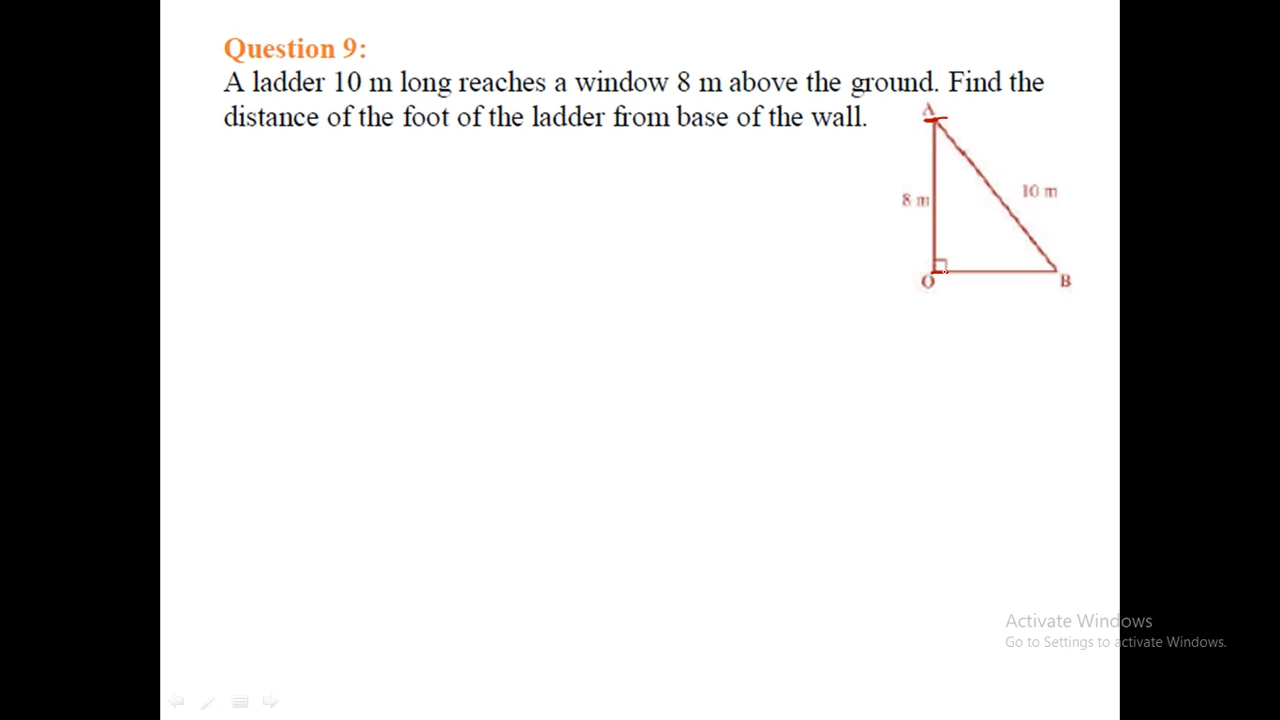 Question 9:
A ladder 10 m long reaches a window 8 m above the ground. Find the
distance of the foot of the ladder from base of the wall.
A
8 m
10 m
O
B
Activate Windows
Go to Settings to activate Windows.